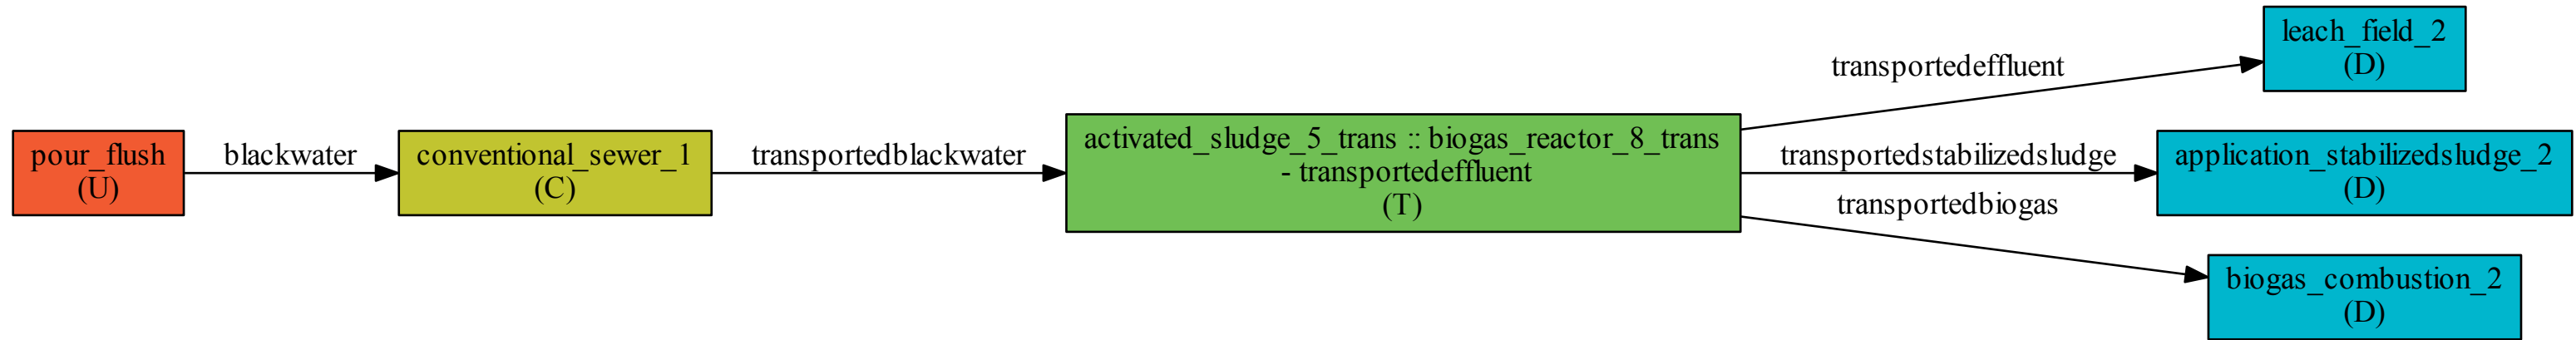 pour_flush
(U)
blackwater
conventional_sewer_1
(C)
transportedblackwater
activated_sludge_5_trans :: biogas_reactor_8_trans
- transportedeffluent
(T)
transportedeffluent
leach_field_2
(D)
transportedstabilizedsludge
application_stabilizedsludge_2
(D)
transportedbiogas
biogas_combustion_2
(D)